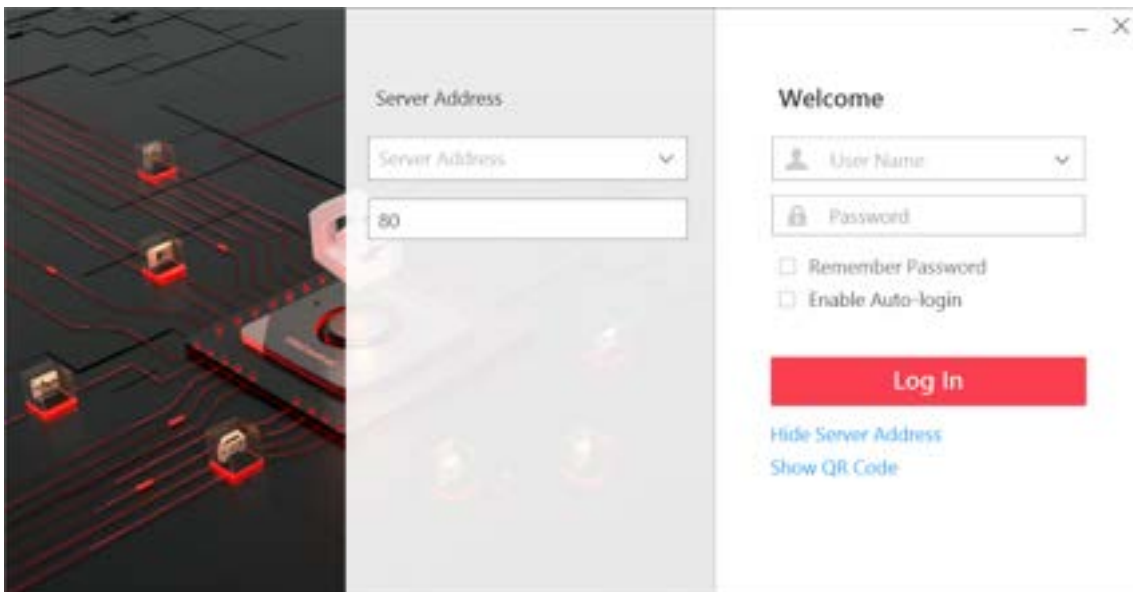 Server Address
Server Address
80
Welcome
User Name
Password
Remember Password
Enable Auto-login
Log In
Hide Server Address
Show QR Code